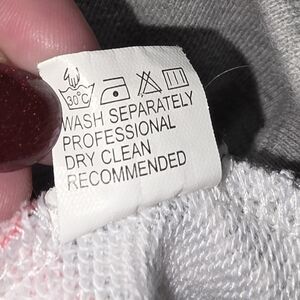 30°C
WASH SEPARATELY
PROFESSIONAL
DRY CLEAN
RECOMMENDED